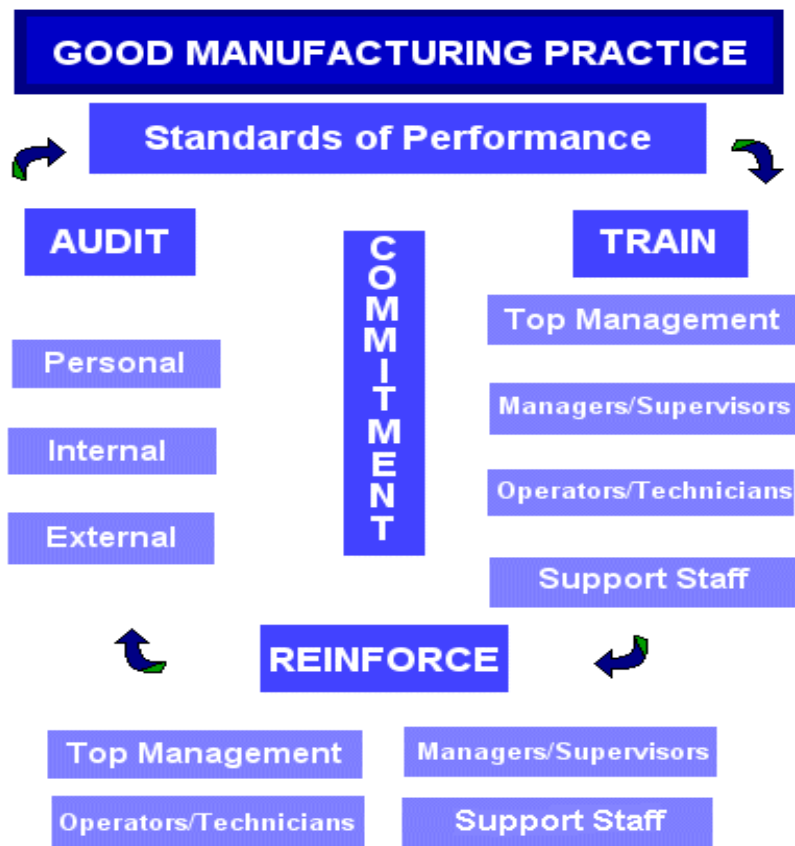 GOOD MANUFACTURING PRACTICE
Standards of Performance
AUDIT
Personal
Internal
External
COMMITMENT
TRAIN
Top Management
Managers/Supervisors
Operators/Technicians
Support Staff
REINFORCE
Top Management
Managers/Supervisors
Operators/Technicians
Support Staff